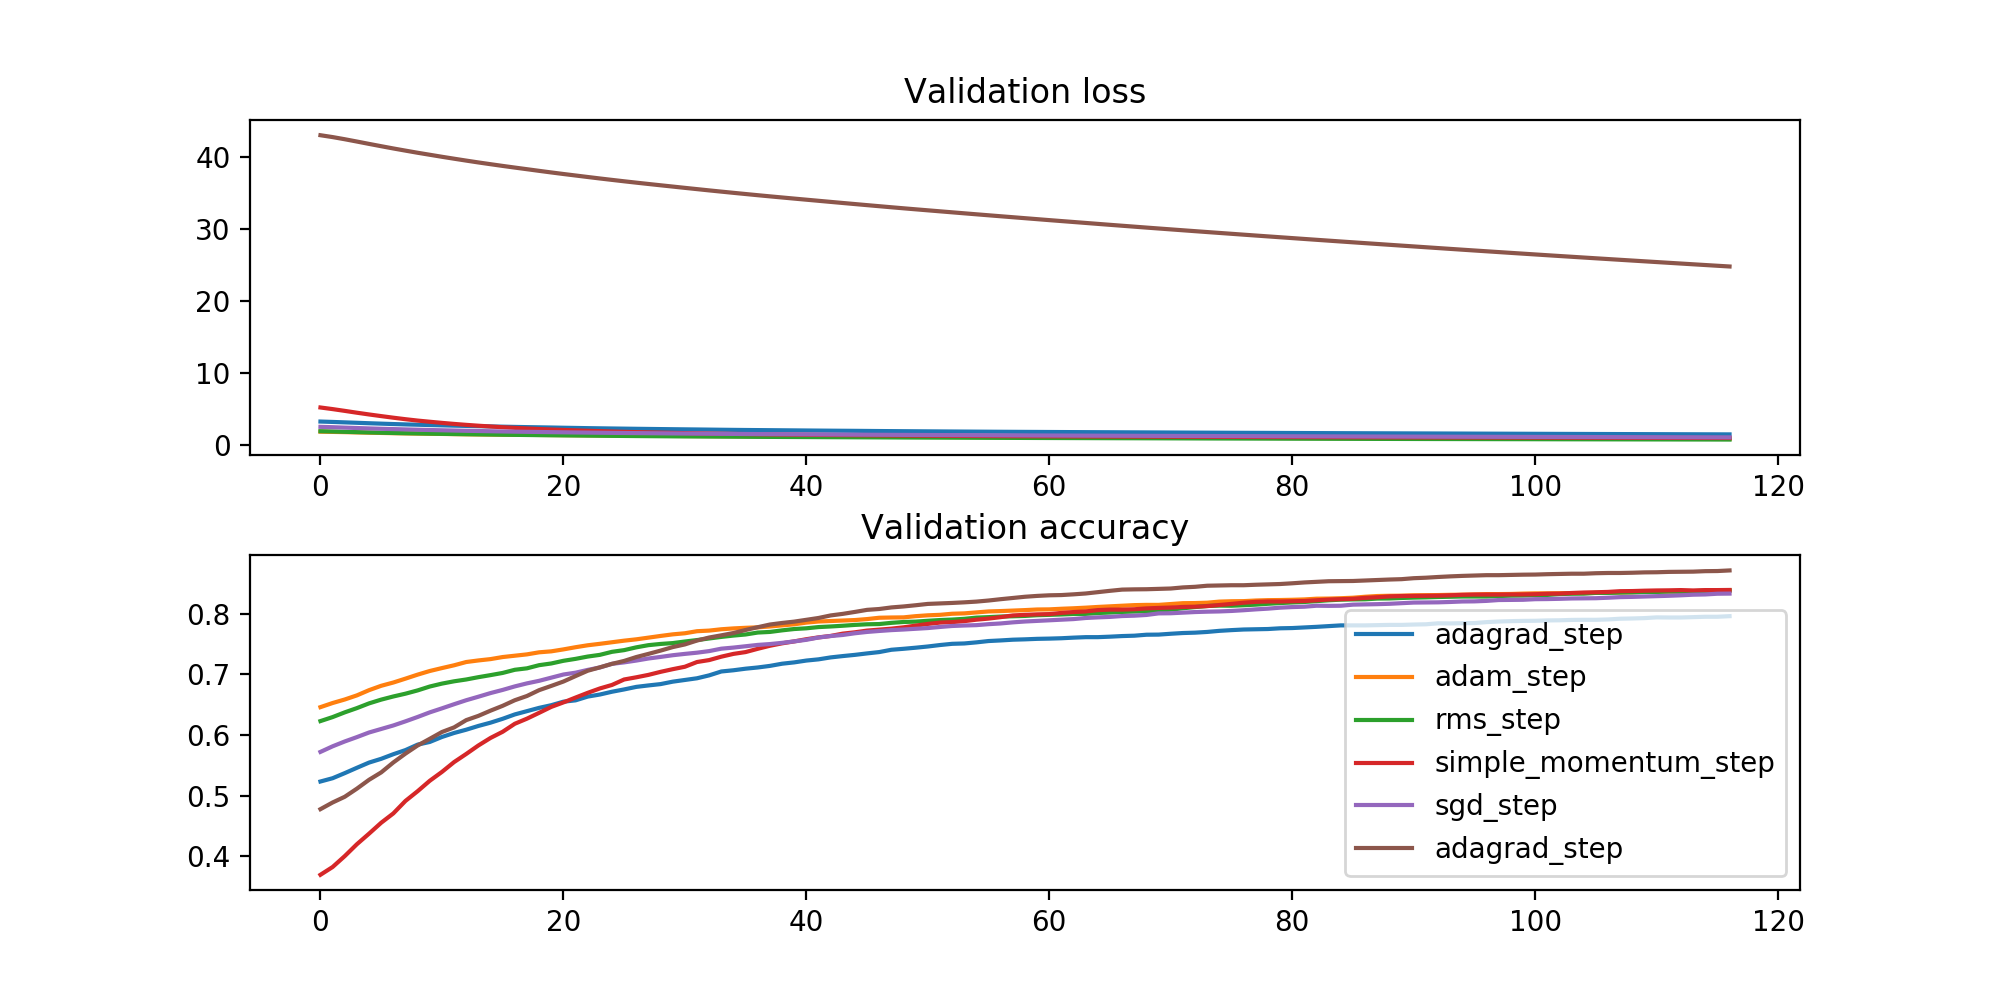 Validation loss
40
30
20
10
0
0 20 40 60 80 100 120
Validation accuracy
0.8
0.7
0.6
0.5
0.4
adagrad_step
adam_step
rms_step
simple_momentum_step
sgd_step
adagrad_step
0 20 40 60 80 100 120